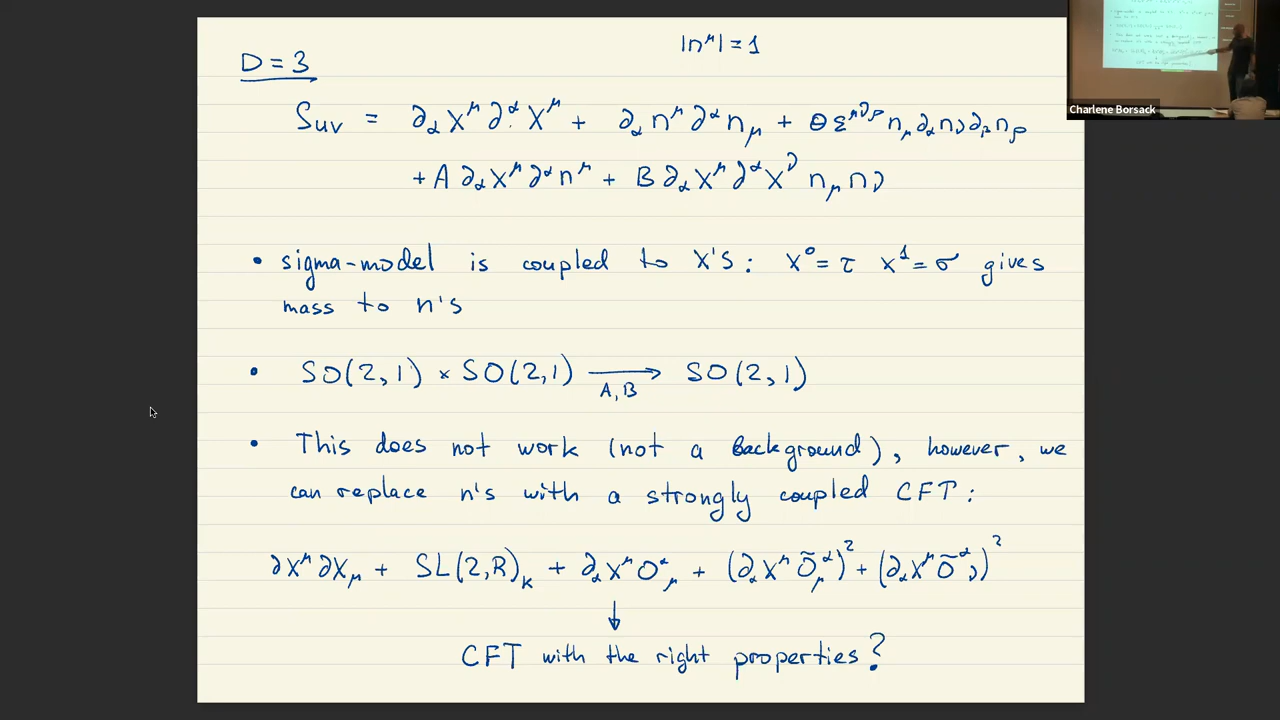 |n^μ| = 1
D = 3
S_UV = ∂_α X^μ ∂^α X^μ + ∂_α n^μ ∂^α n_μ + θ ε^{μνρ} n_μ ∂_α n_ν ∂_β n_ρ
+ A ∂_α X^μ ∂^α n^μ + B ∂_α X^μ ∂^α X^ν n_μ n_ν
• sigma-model is coupled to X's : X^0 = τ X^1 = σ gives
mass to n's
• SO(2,1) × SO(2,1) ⟶_{A,B} SO(2,1)
• This does not work (not a background), however, we
can replace n's with a strongly coupled CFT :
∂X^μ ∂X_μ + SL(2,R)_k + ∂_α X^μ O^α_μ + (∂_α X^μ Õ^α_μ)^2 + (∂_α X^μ Õ^α_ν)^2
↓
CFT with the right properties?
Charlene Borsack